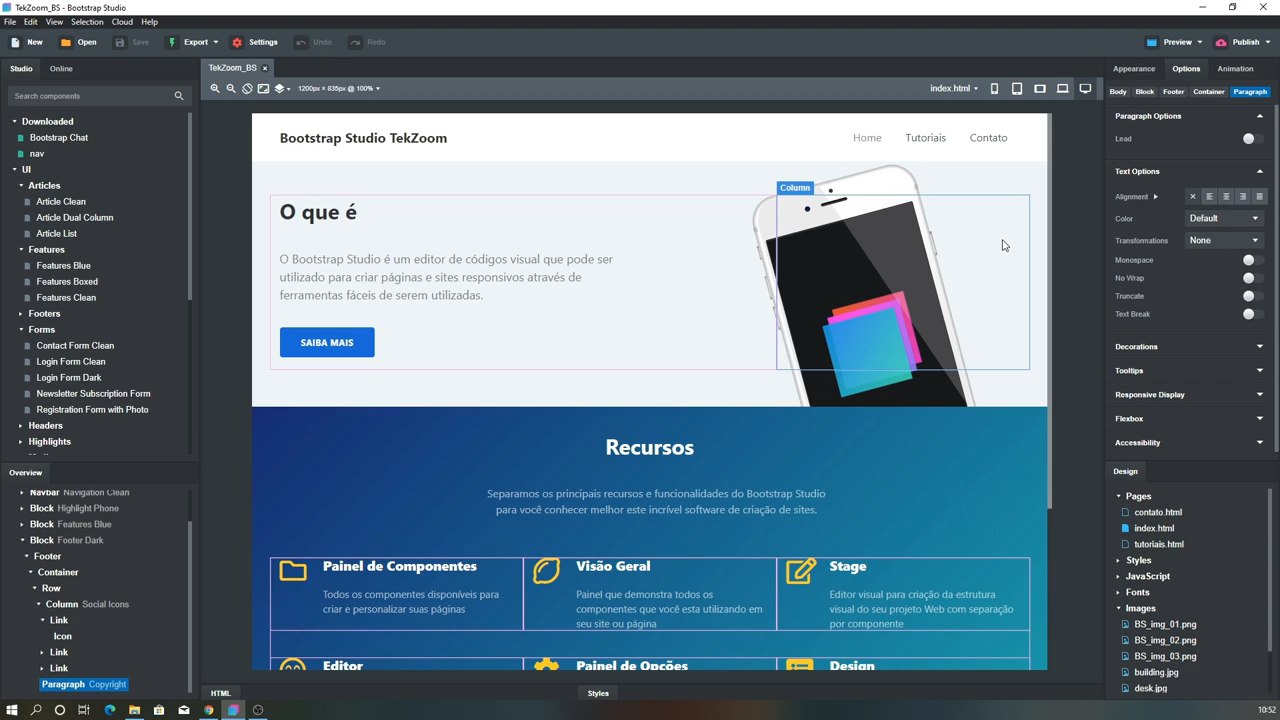 TekZoom_BS - Bootstrap Studio
File Edit View Selection Cloud Help
New Open Save Export Settings Undo Redo Preview Publish
Studio Online
TekZoom_BS
Appearance Options Animation
Search components
1200px × 835px @ 100%
index.html
Body Block Footer Container Paragraph
Downloaded
Bootstrap Chat
nav
UI
Articles
Article Clean
Article Dual Column
Article List
Features
Features Blue
Features Boxed
Features Clean
Footers
Forms
Contact Form Clean
Login Form Clean
Login Form Dark
Newsletter Subscription Form
Registration Form with Photo
Headers
Highlights
Overview
Navbar Navigation Clean
Block Highlight Phone
Block Features Blue
Block Footer Dark
Footer
Container
Row
Column Social Icons
Link
Icon
Link
Link
Paragraph Copyright
Bootstrap Studio TekZoom
Home Tutoriais Contato
Column
O que é
O Bootstrap Studio é um editor de códigos visual que pode ser
utilizado para criar páginas e sites responsivos através de
ferramentas fáceis de serem utilizadas.
SAIBA MAIS
Recursos
Separamos os principais recursos e funcionalidades do Bootstrap Studio
para você conhecer melhor este incrível software de criação de sites.
Painel de Componentes
Todos os componentes disponíveis para
criar e personalizar suas páginas
Visão Geral
Painel que demonstra todos os
componentes que você esta utilizando em
seu site ou página
Stage
Editor visual para criação da estrutura
visual do seu projeto Web com separação
por componente
Editor
Painel de Opções
Design
HTML
Styles
Paragraph Options
Lead
Text Options
Alignment
Color Default
Transformations None
Monospace
No Wrap
Truncate
Text Break
Decorations
Tooltips
Responsive Display
Flexbox
Accessibility
Design
Pages
contato.html
index.html
tutoriais.html
Styles
JavaScript
Fonts
Images
BS_img_01.png
BS_img_02.png
BS_img_03.png
building.jpg
desk.jpg
10:52